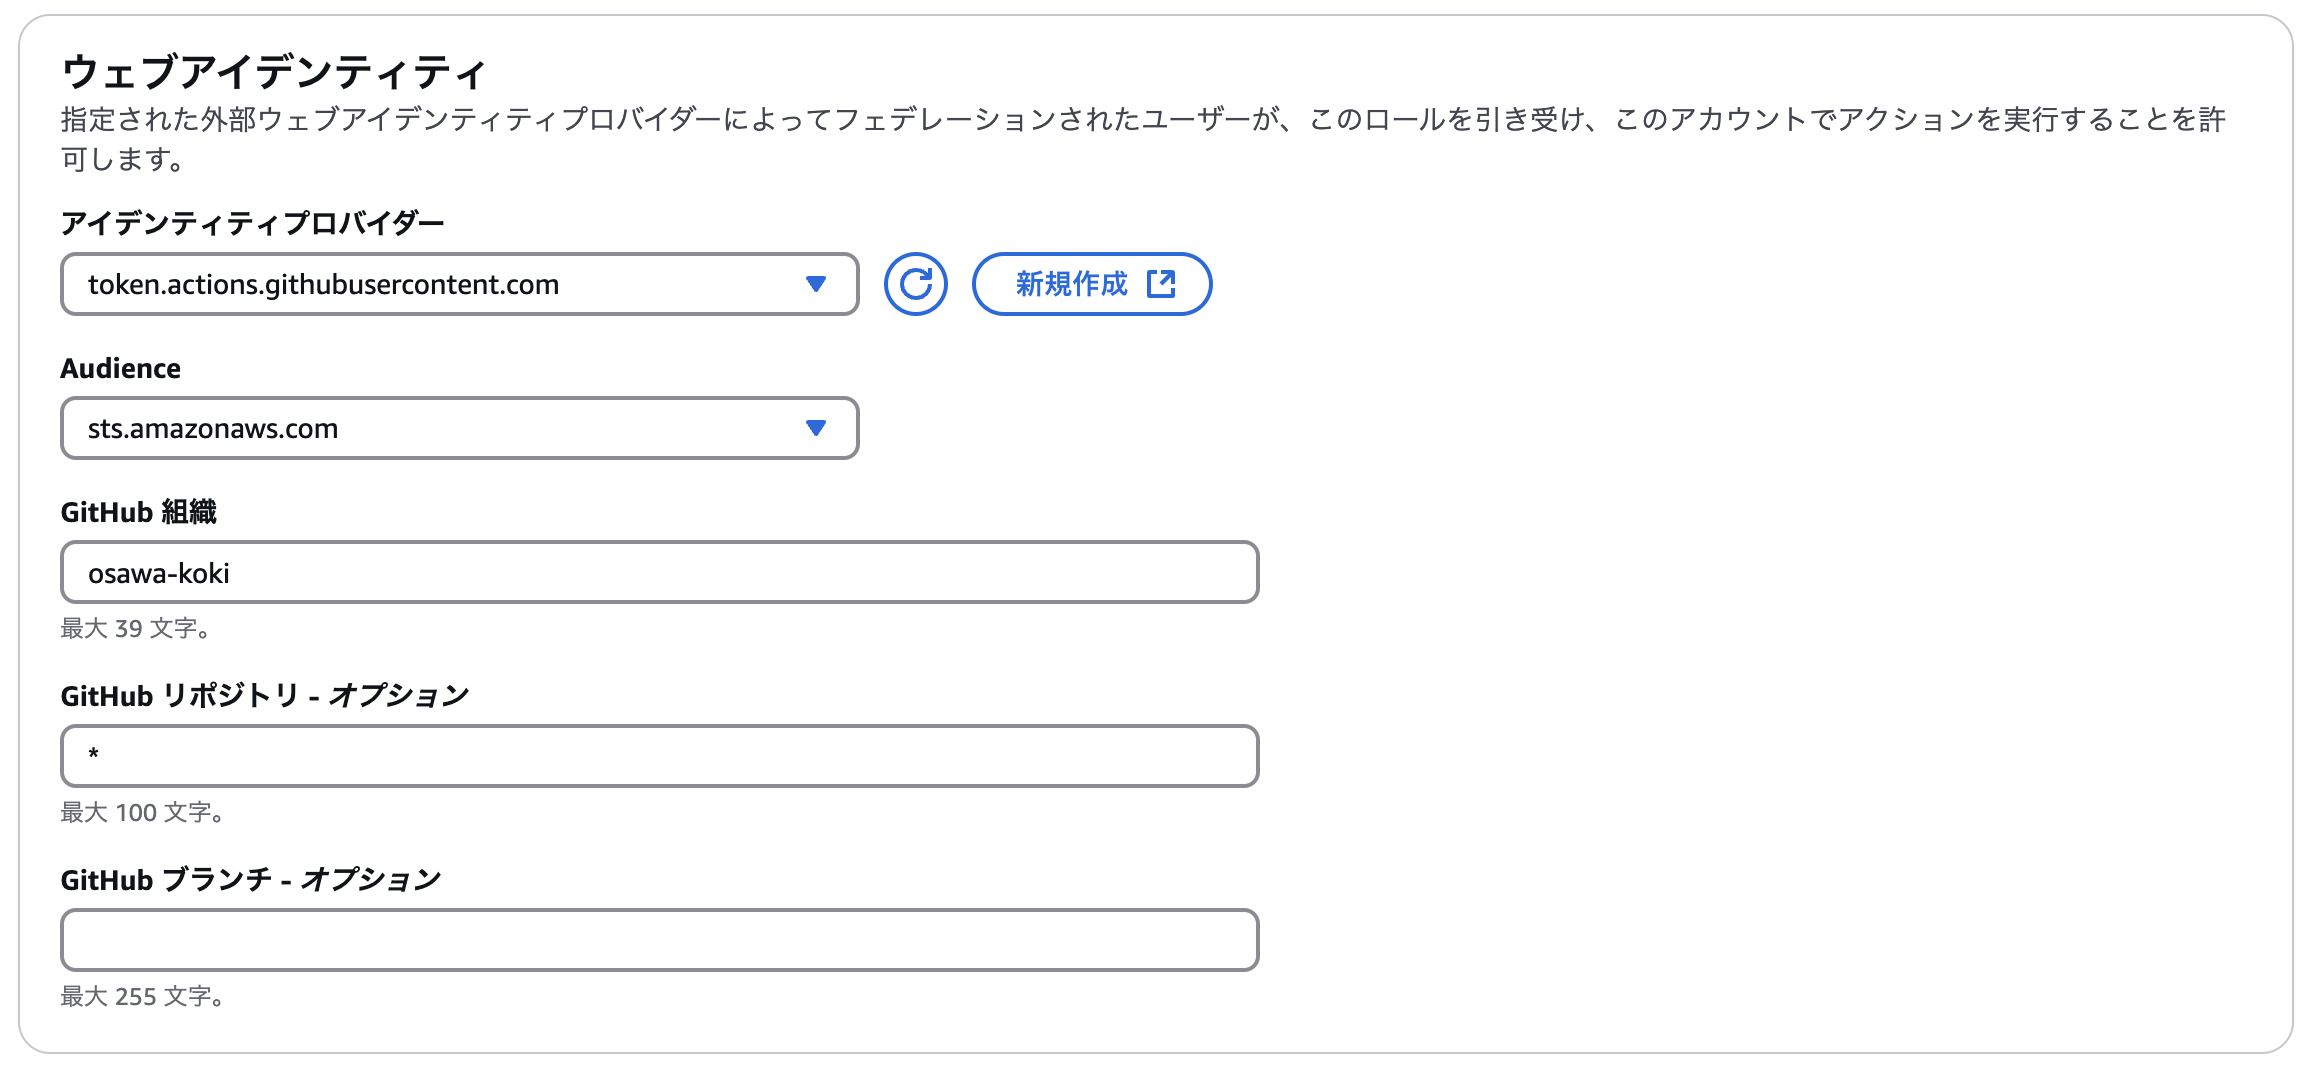 ウェブアイデンティティ
指定された外部ウェブアイデンティティプロバイダーによってフェデレーションされたユーザーが、このロールを引き受け、このアカウントでアクションを実行することを許
可します。
アイデンティティプロバイダー
token.actions.githubusercontent.com
新規作成
Audience
sts.amazonaws.com
GitHub 組織
osawa-koki
最大 39 文字。
GitHub リポジトリ - オプション
*
最大 100 文字。
GitHub ブランチ - オプション
最大 255 文字。